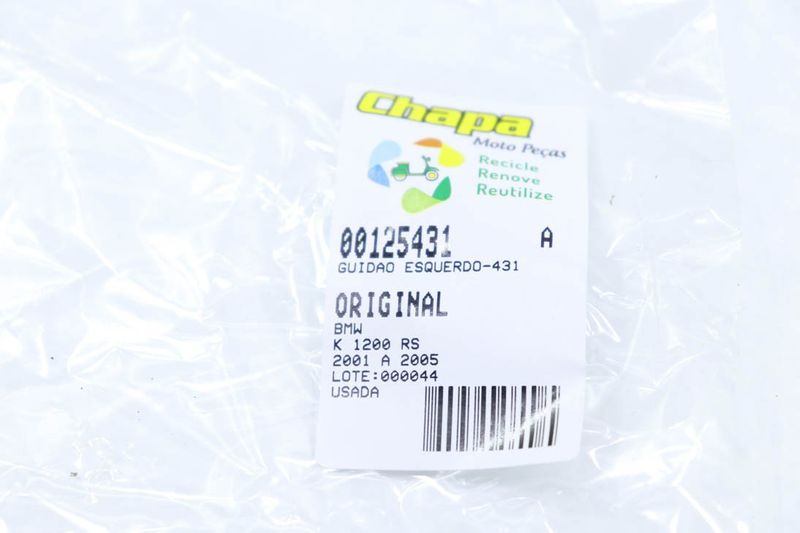 Chapa
Moto Peças
Recicle
Renove
Reutilize
00125431 A
GUIDAO ESQUERDO-431
ORIGINAL
BMW
K 1200 RS
2001 A 2005
LOTE:000044
USADA